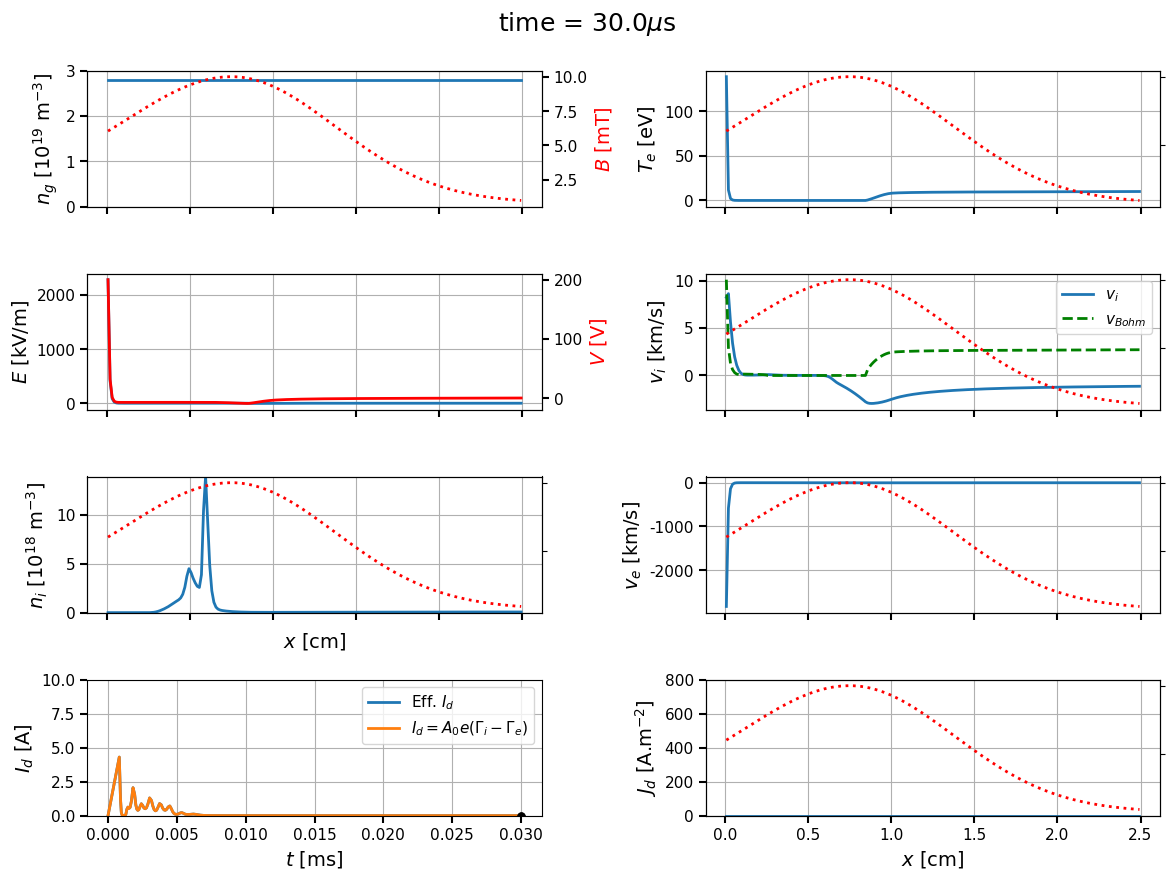 time = 30.0μs
n_g [10^19 m^−3]
3
2
1
0
10.0
7.5
5.0
2.5
B [mT]
T_e [eV]
100
50
0
E [kV/m]
2000
1000
0
200
100
0
V [V]
v_i [km/s]
10
5
0
v_i
v_Bohm
n_i [10^18 m^−3]
10
5
0
x [cm]
v_e [km/s]
0
-1000
-2000
I_d [A]
10.0
7.5
5.0
2.5
0.0
Eff. I_d
I_d = A_0e(Γ_i − Γ_e)
0.000 0.005 0.010 0.015 0.020 0.025 0.030
t [ms]
J_d [A.m^−2]
800
600
400
200
0
0.0 0.5 1.0 1.5 2.0 2.5
x [cm]